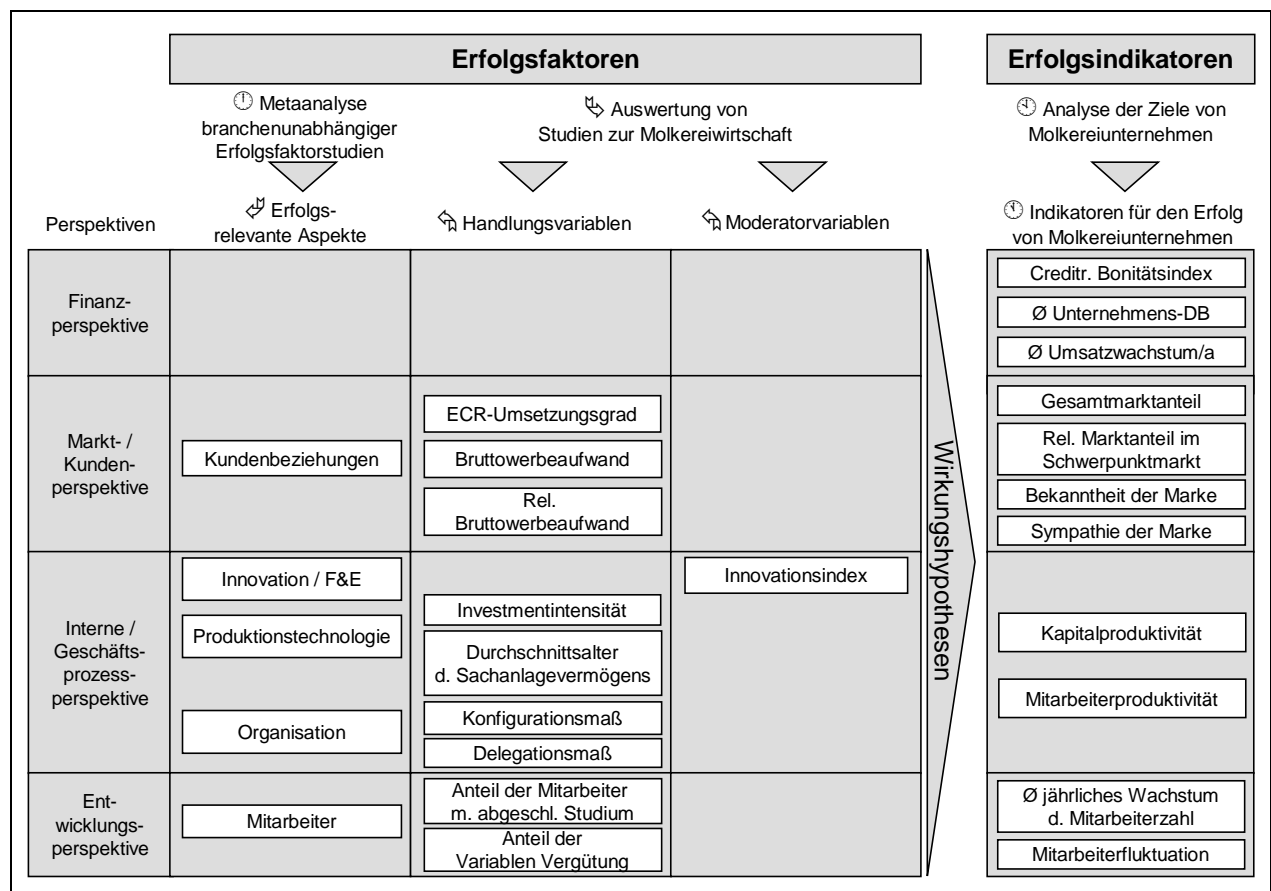 Erfolgsfaktoren
Erfolgsindikatoren
Metaanalyse
branchenunabhängiger
Erfolgsfaktorstudien
Auswertung von
Studien zur Molkereiwirtschaft
Analyse der Ziele von
Molkereiunternehmen
Perspektiven
Erfolgs-
relevante Aspekte
Handlungsvariablen
Moderatorvariablen
Indikatoren für den Erfolg
von Molkereiunternehmen
Finanz-
perspektive
Creditr. Bonitätsindex
Ø Unternehmens-DB
Ø Umsatzwachstum/a
Markt- /
Kunden-
perspektive
Kundenbeziehungen
ECR-Umsetzungsgrad
Bruttowerbeaufwand
Rel.
Bruttowerbeaufwand
Gesamtmarktanteil
Rel. Marktanteil im
Schwerpunktmarkt
Bekanntheit der Marke
Sympathie der Marke
Wirkungshypothesen
Interne /
Geschäfts-
prozess-
perspektive
Innovation / F&E
Produktionstechnologie
Organisation
Investmentintensität
Durchschnittsalter
d. Sachanlagevermögens
Konfigurationsmaß
Delegationsmaß
Innovationsindex
Kapitalproduktivität
Mitarbeiterproduktivität
Ent-
wicklungs-
perspektive
Mitarbeiter
Anteil der Mitarbeiter
m. abgeschl. Studium
Anteil der
Variablen Vergütung
Ø jährliches Wachstum
d. Mitarbeiterzahl
Mitarbeiterfluktuation